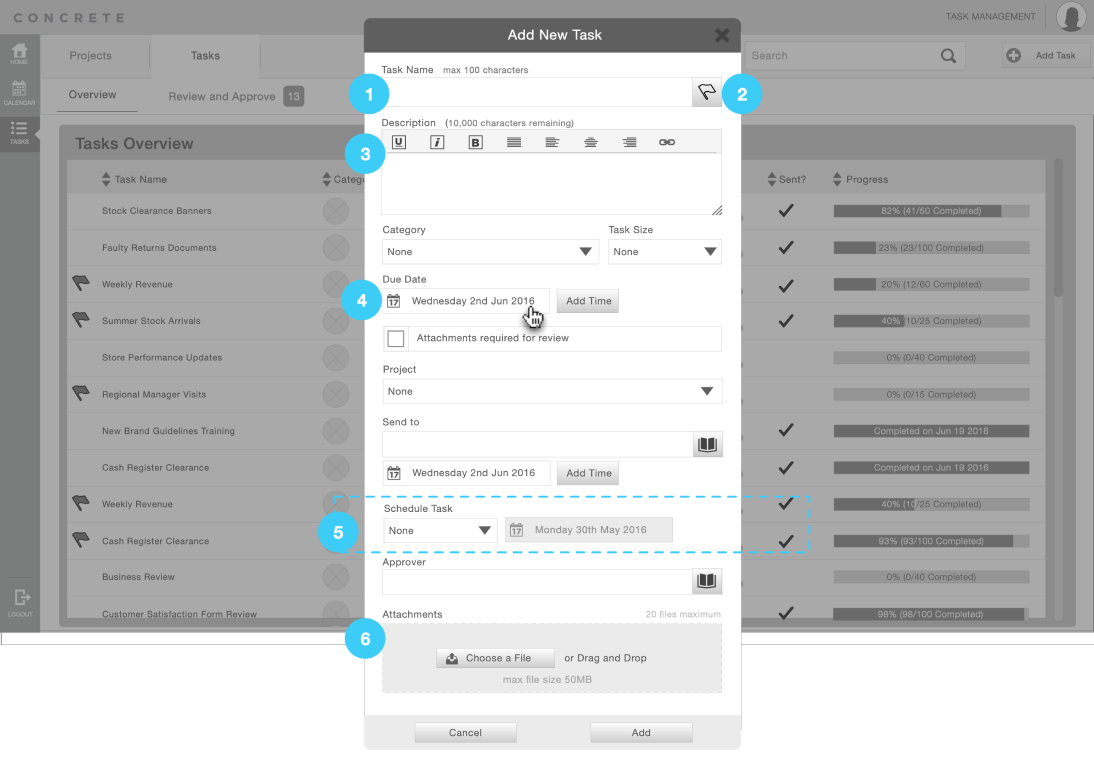 CONCRETE
TASK MANAGEMENT
HOME
CALENDAR
TASKS
LOGOUT
Projects
Tasks
Search
Add Task
Overview
Review and Approve 13
Tasks Overview
Task Name
Sent?
Progress
Stock Clearance Banners
82% (41/50 Completed)
Faulty Returns Documents
23% (23/100 Completed)
Weekly Revenue
20% (12/60 Completed)
Summer Stock Arrivals
40% (10/25 Completed)
Store Performance Updates
0% (0/40 Completed)
Regional Manager Visits
0% (0/15 Completed)
New Brand Guidelines Training
Completed on Jun 19 2016
Cash Register Clearance
Completed on Jun 19 2016
Weekly Revenue
40% (10/25 Completed)
Cash Register Clearance
93% (93/100 Completed)
Business Review
0% (0/40 Completed)
Customer Satisfaction Form Review
98% (98/100 Completed)
Add New Task
Task Name max 100 characters
1
2
Description (10,000 characters remaining)
U i B
3
Category
Task Size
None
None
Due Date
4
17 Wednesday 2nd Jun 2016
Add Time
Attachments required for review
Project
None
Send to
17 Wednesday 2nd Jun 2016
Add Time
Schedule Task
5
None
17 Monday 30th May 2016
Approver
Attachments
20 files maximum
6
Choose a File or Drag and Drop
max file size 50MB
Cancel
Add